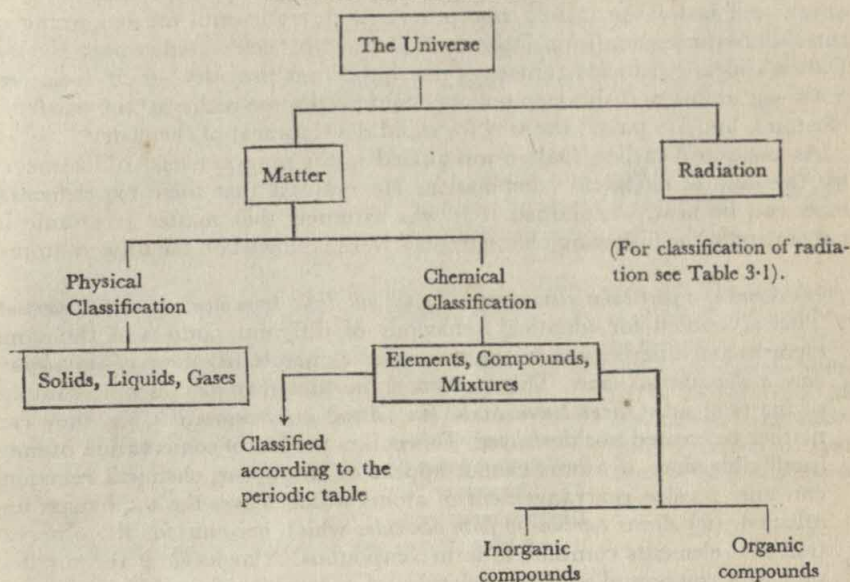 The Universe
Matter
Radiation
(For classification of radia-
tion see Table 3·1).
Physical
Classification
Chemical
Classification
Solids, Liquids, Gases
Elements, Compounds,
Mixtures
Classified
according to the
periodic table
Inorganic
compounds
Organic
compounds